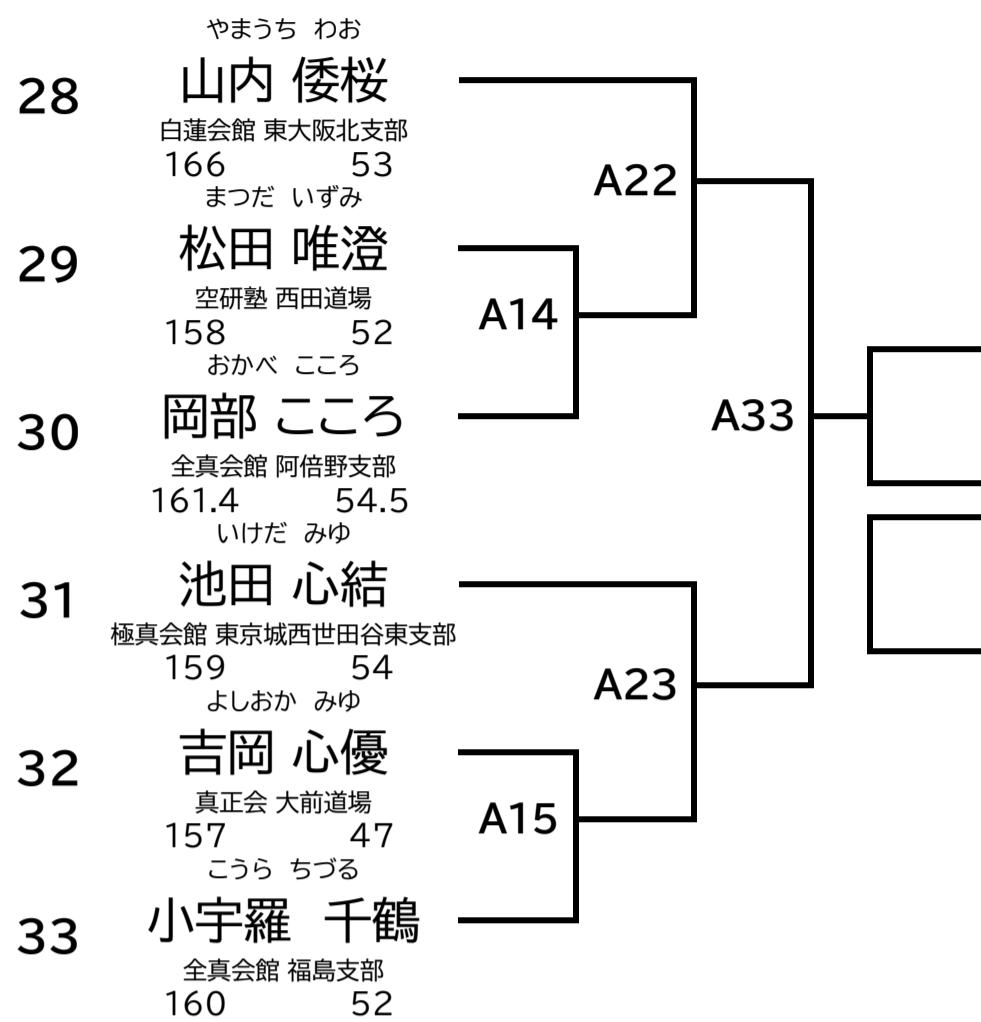 やまうち わお
28
山内 倭桜
白蓮会館 東大阪北支部
166 53
A22
まつだ いずみ
29
松田 唯澄
空研塾 西田道場
158 52
A14
おかべ こころ
30
岡部 こころ
全真会館 阿倍野支部
161.4 54.5
A33
いけだ みゆ
31
池田 心結
極真会館 東京城西世田谷東支部
159 54
A23
よしおか みゆ
32
吉岡 心優
真正会 大前道場
157 47
A15
こうら ちづる
33
小宇羅 千鶴
全真会館 福島支部
160 52